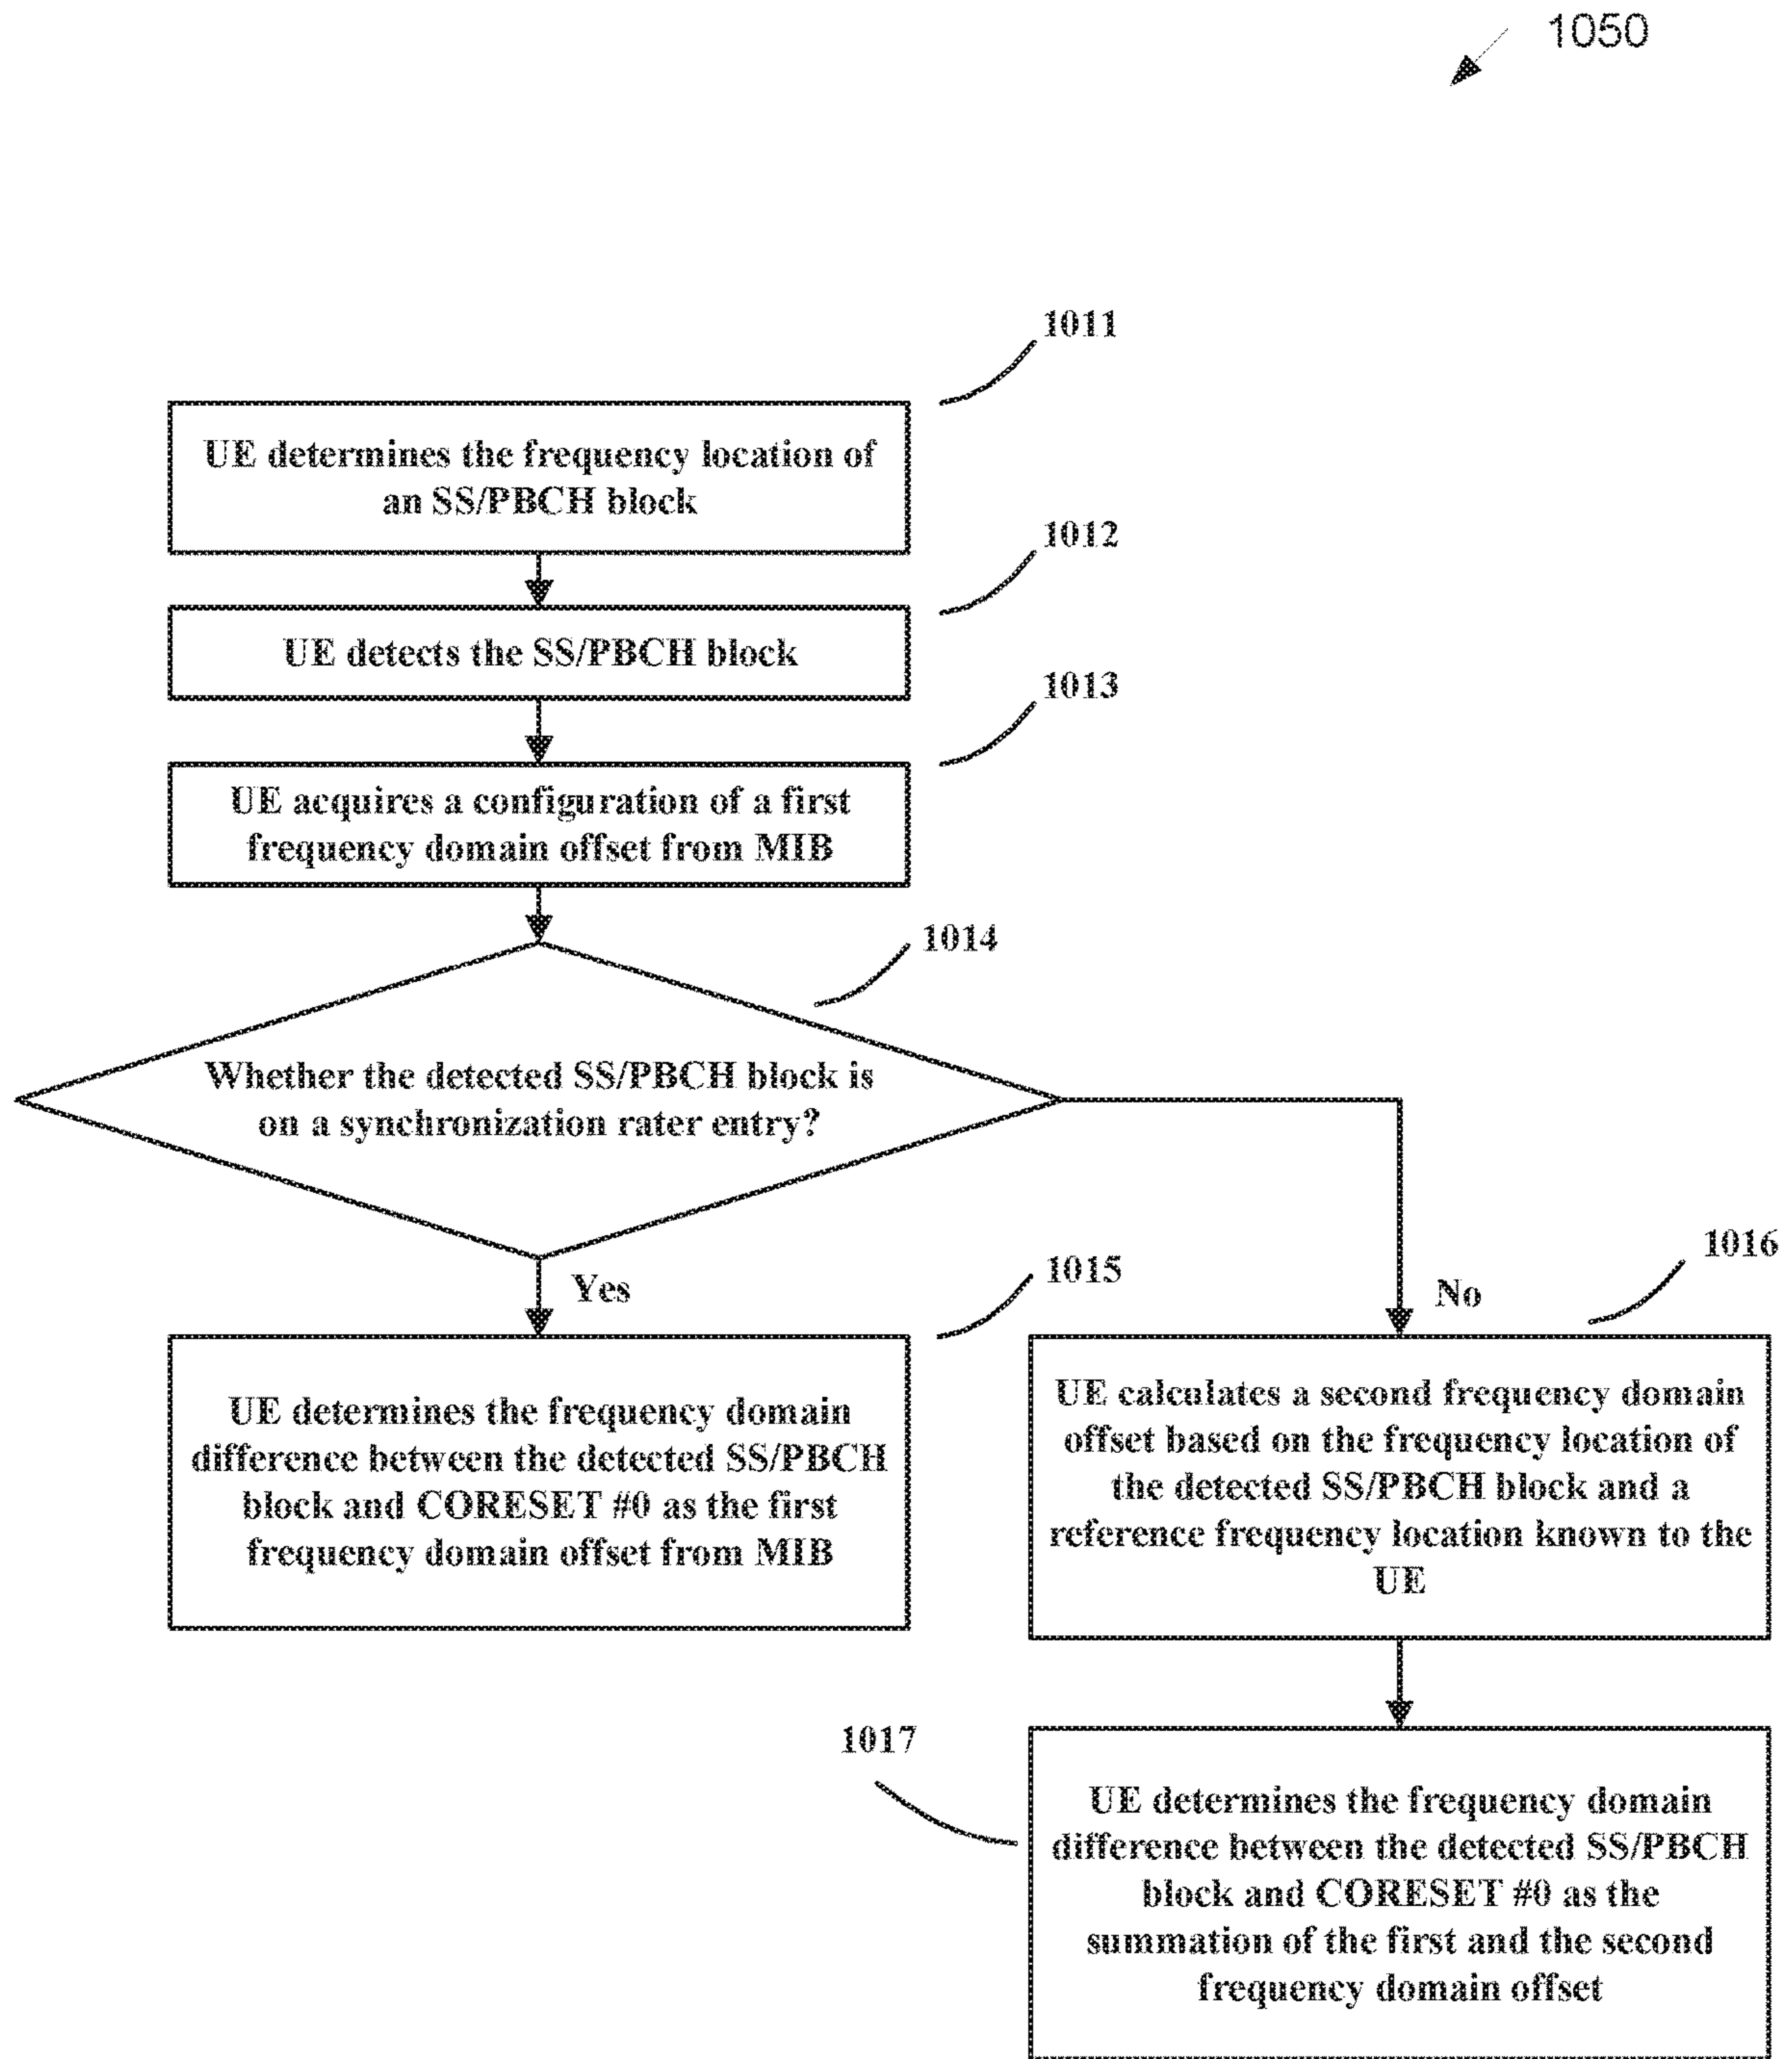 1050
1011
UE determines the frequency location of
an SS/PBCH block
1012
UE detects the SS/PBCH block
1013
UE acquires a configuration of a first
frequency domain offset from MIB
1014
Whether the detected SS/PBCH block is
on a synchronization rater entry?
Yes
1015
No
1016
UE determines the frequency domain
difference between the detected SS/PBCH
block and CORESET #0 as the first
frequency domain offset from MIB
UE calculates a second frequency domain
offset based on the frequency location of
the detected SS/PBCH block and a
reference frequency location known to the
UE
1017
UE determines the frequency domain
difference between the detected SS/PBCH
block and CORESET #0 as the
summation of the first and the second
frequency domain offset